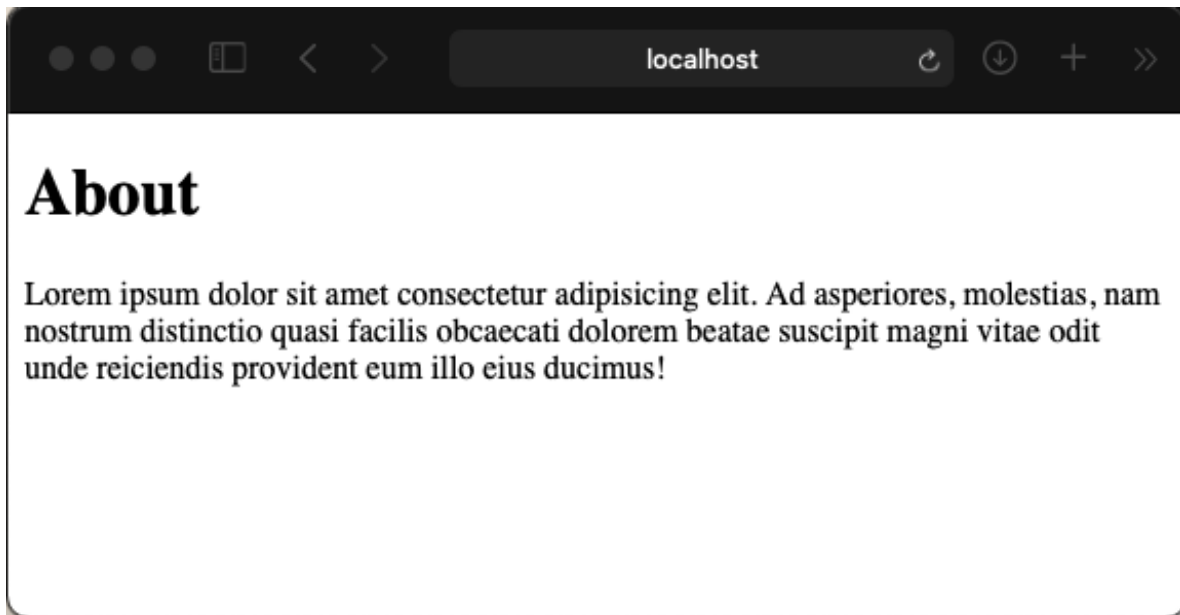 localhost
About
Lorem ipsum dolor sit amet consectetur adipisicing elit. Ad asperiores, molestias, nam
nostrum distinctio quasi facilis obcaecati dolorem beatae suscipit magni vitae odit
unde reiciendis provident eum illo eius ducimus!